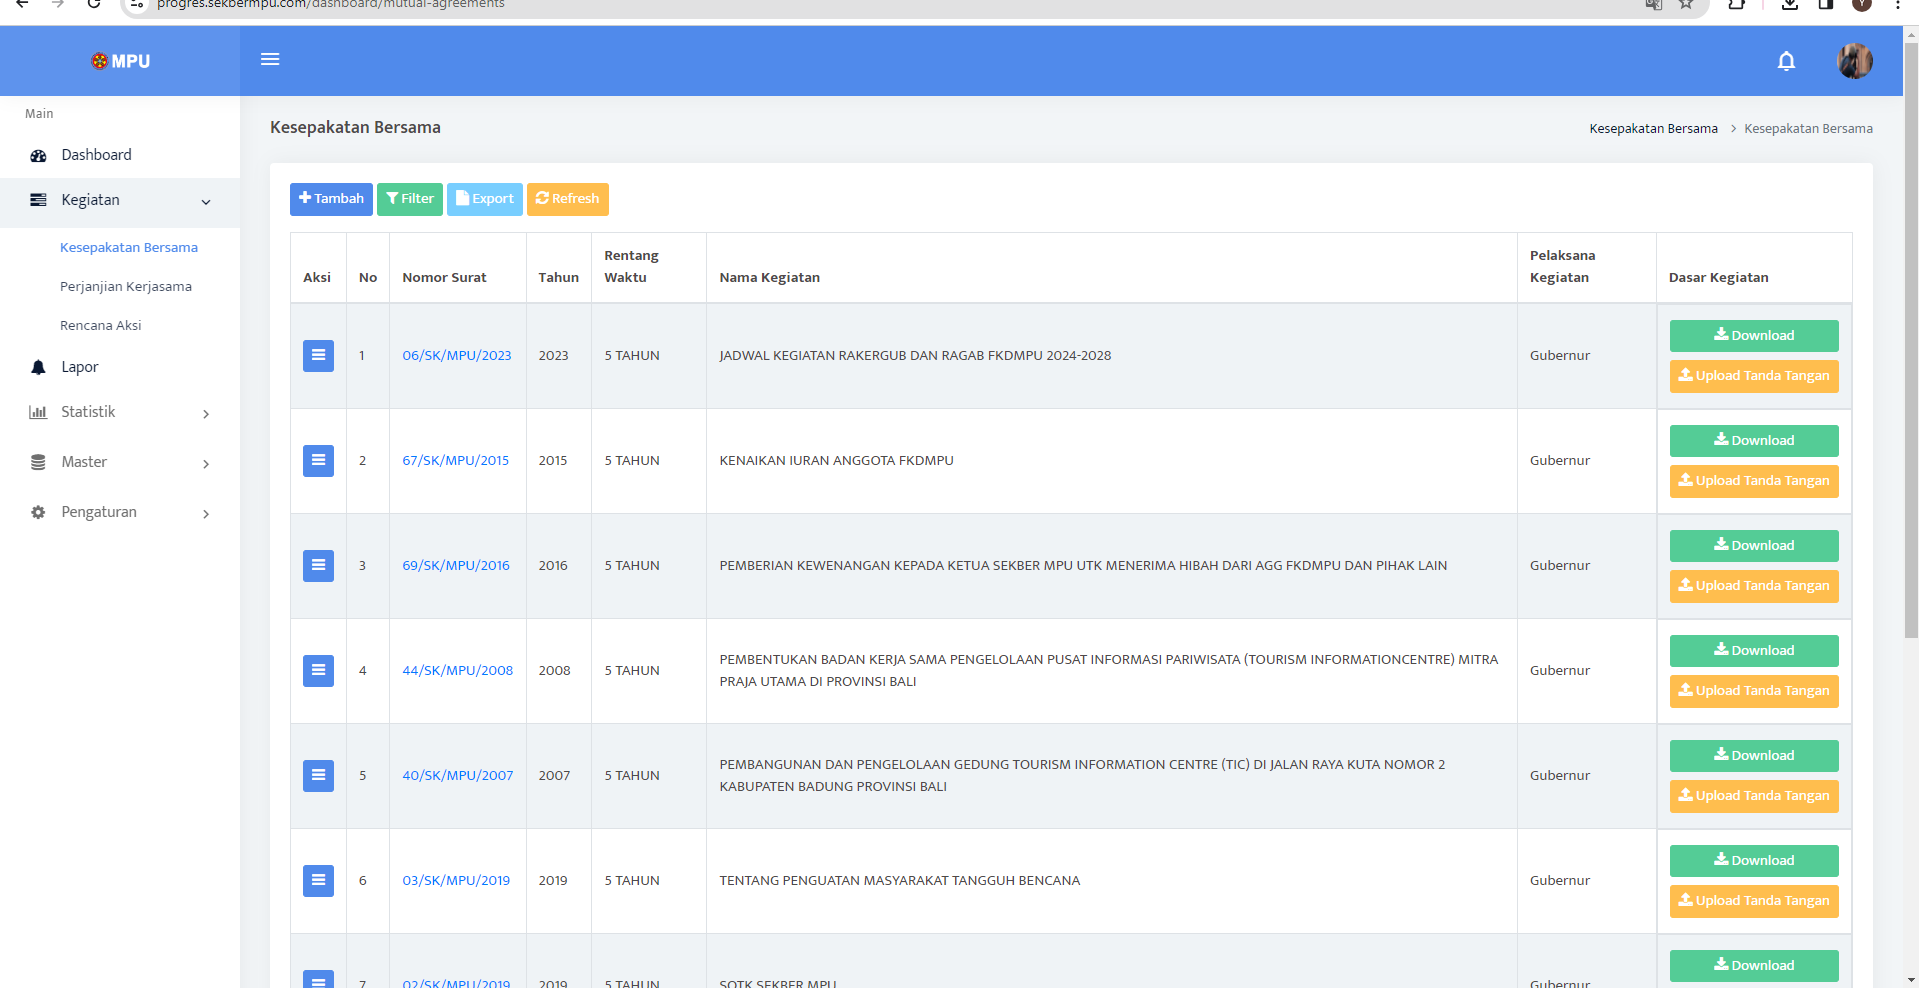 progres.sekbermpu.com/dashboard/mutual-agreements
Y
MPU
Main
Dashboard
Kegiatan
Kesepakatan Bersama
Perjanjian Kerjasama
Rencana Aksi
Lapor
Statistik
Master
Pengaturan
Kesepakatan Bersama
Kesepakatan Bersama > Kesepakatan Bersama
Tambah Filter Export Refresh
Aksi No Nomor Surat Tahun Rentang Waktu Nama Kegiatan Pelaksana Kegiatan Dasar Kegiatan
1 06/SK/MPU/2023 2023 5 TAHUN JADWAL KEGIATAN RAKERGUB DAN RAGAB FKDMPU 2024-2028 Gubernur Download
Upload Tanda Tangan
2 67/SK/MPU/2015 2015 5 TAHUN KENAIKAN IURAN ANGGOTA FKDMPU Gubernur Download
Upload Tanda Tangan
3 69/SK/MPU/2016 2016 5 TAHUN PEMBERIAN KEWENANGAN KEPADA KETUA SEKBER MPU UTK MENERIMA HIBAH DARI AGG FKDMPU DAN PIHAK LAIN Gubernur Download
Upload Tanda Tangan
4 44/SK/MPU/2008 2008 5 TAHUN PEMBENTUKAN BADAN KERJA SAMA PENGELOLAAN PUSAT INFORMASI PARIWISATA (TOURISM INFORMATIONCENTRE) MITRA
PRAJA UTAMA DI PROVINSI BALI Gubernur Download
Upload Tanda Tangan
5 40/SK/MPU/2007 2007 5 TAHUN PEMBANGUNAN DAN PENGELOLAAN GEDUNG TOURISM INFORMATION CENTRE (TIC) DI JALAN RAYA KUTA NOMOR 2
KABUPATEN BADUNG PROVINSI BALI Gubernur Download
Upload Tanda Tangan
6 03/SK/MPU/2019 2019 5 TAHUN TENTANG PENGUATAN MASYARAKAT TANGGUH BENCANA Gubernur Download
Upload Tanda Tangan
7 02/SK/MPU/2019 2019 5 TAHUN SOTK SEKBER MPU Gubernur Download